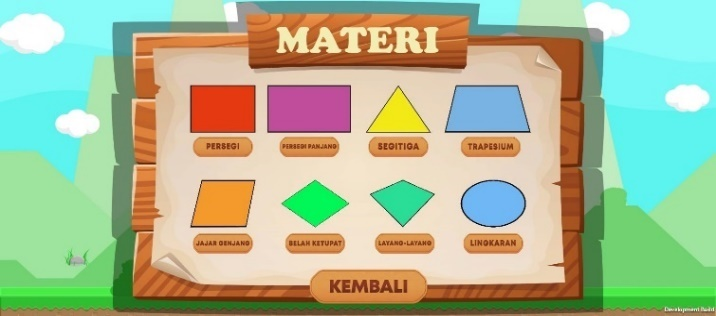 MATERI
PERSEGI
PERSEGI PANJANG
SEGITIGA
TRAPESIUM
JAJAR GENJANG
BELAH KETUPAT
LAYANG-LAYANG
LINGKARAN
KEMBALI
Development Build